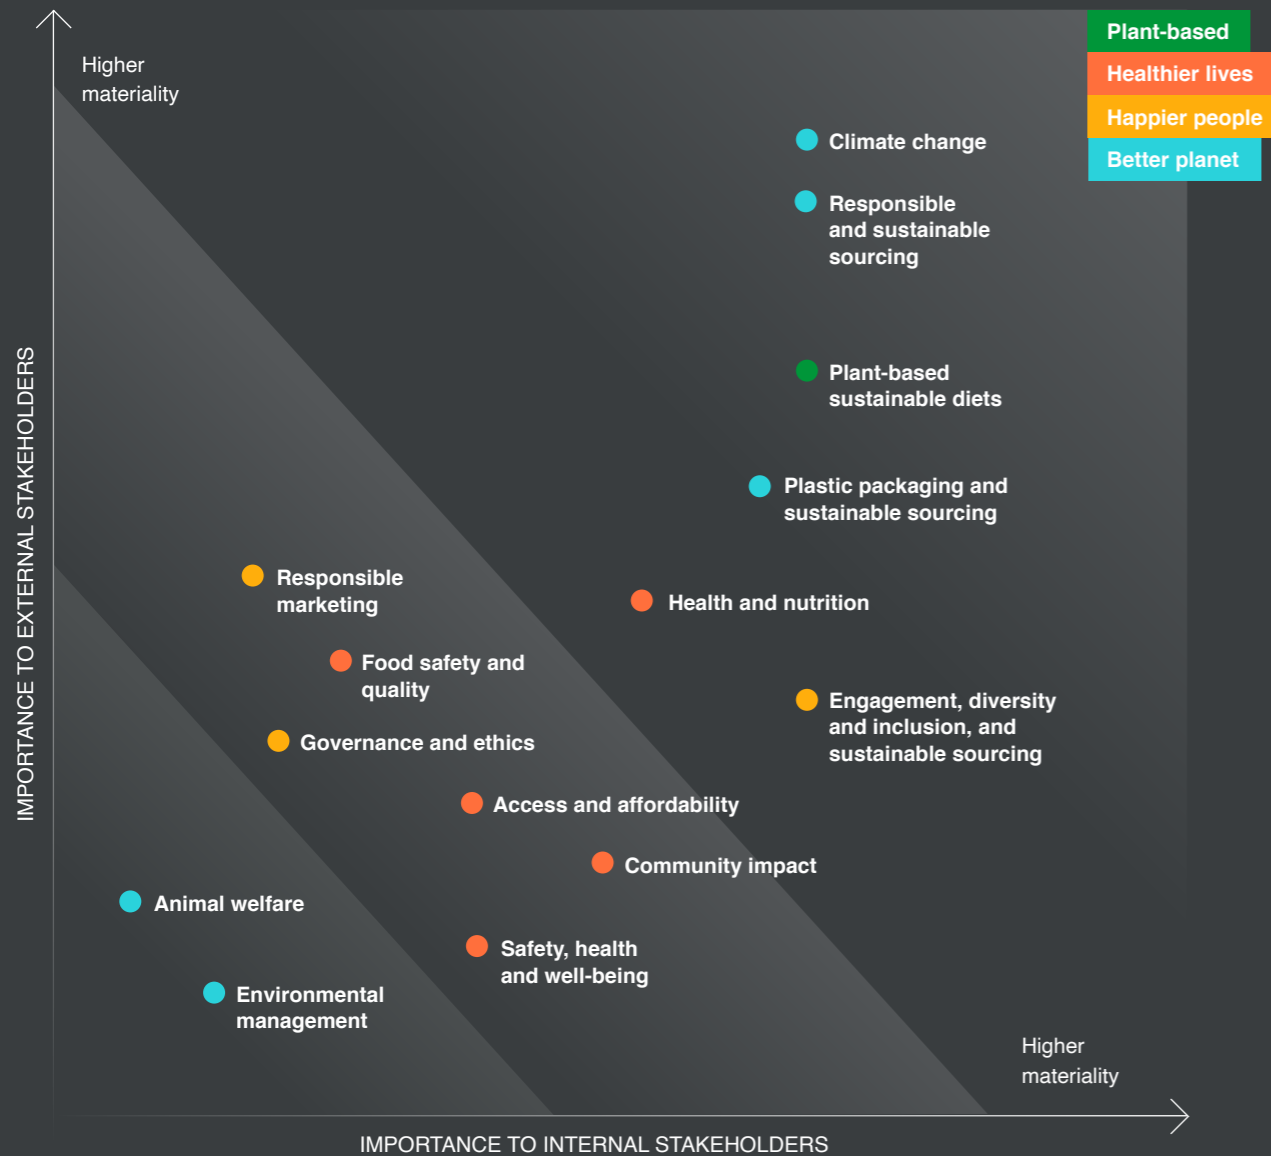 Higher
materiality
Plant-based
Healthier lives
Happier people
Better planet
Climate change
Responsible
and sustainable
sourcing
Plant-based
sustainable diets
Plastic packaging and
sustainable sourcing
Responsible
marketing
Health and nutrition
Food safety and
quality
Engagement, diversity
and inclusion, and
sustainable sourcing
Governance and ethics
Access and affordability
Community impact
Animal welfare
Safety, health
and well-being
Environmental
management
Higher
materiality
IMPORTANCE TO EXTERNAL STAKEHOLDERS
IMPORTANCE TO INTERNAL STAKEHOLDERS